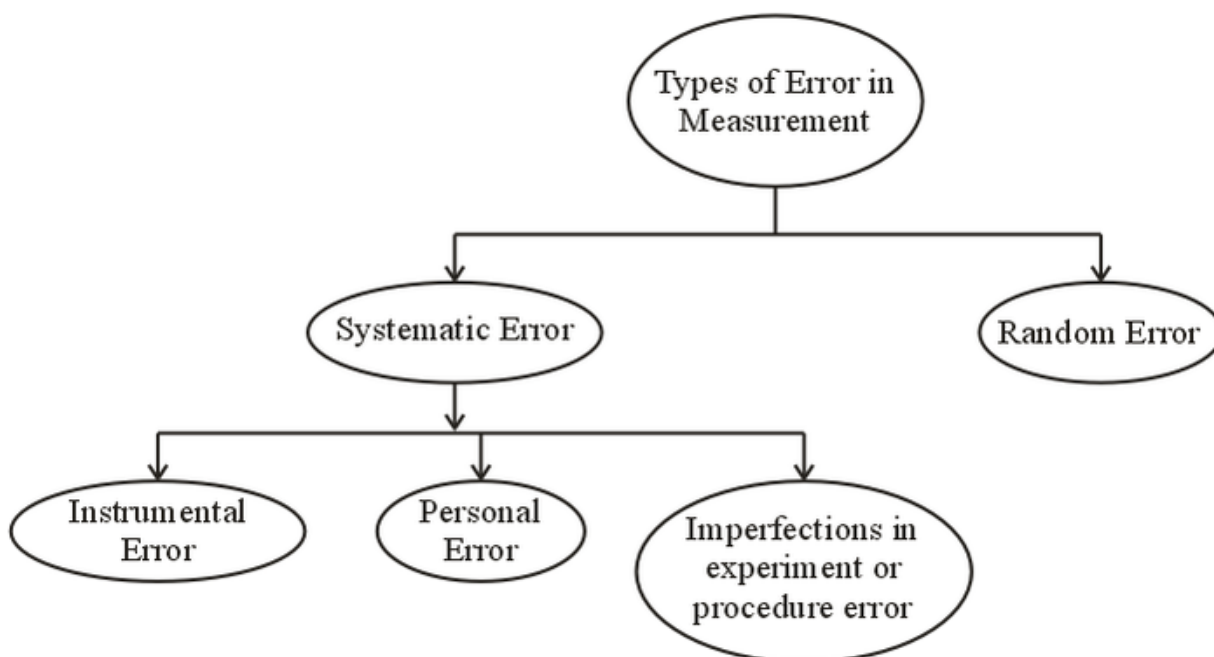 Types of Error in
Measurement
Systematic Error
Random Error
Instrumental
Error
Personal
Error
Imperfections in
experiment or
procedure error